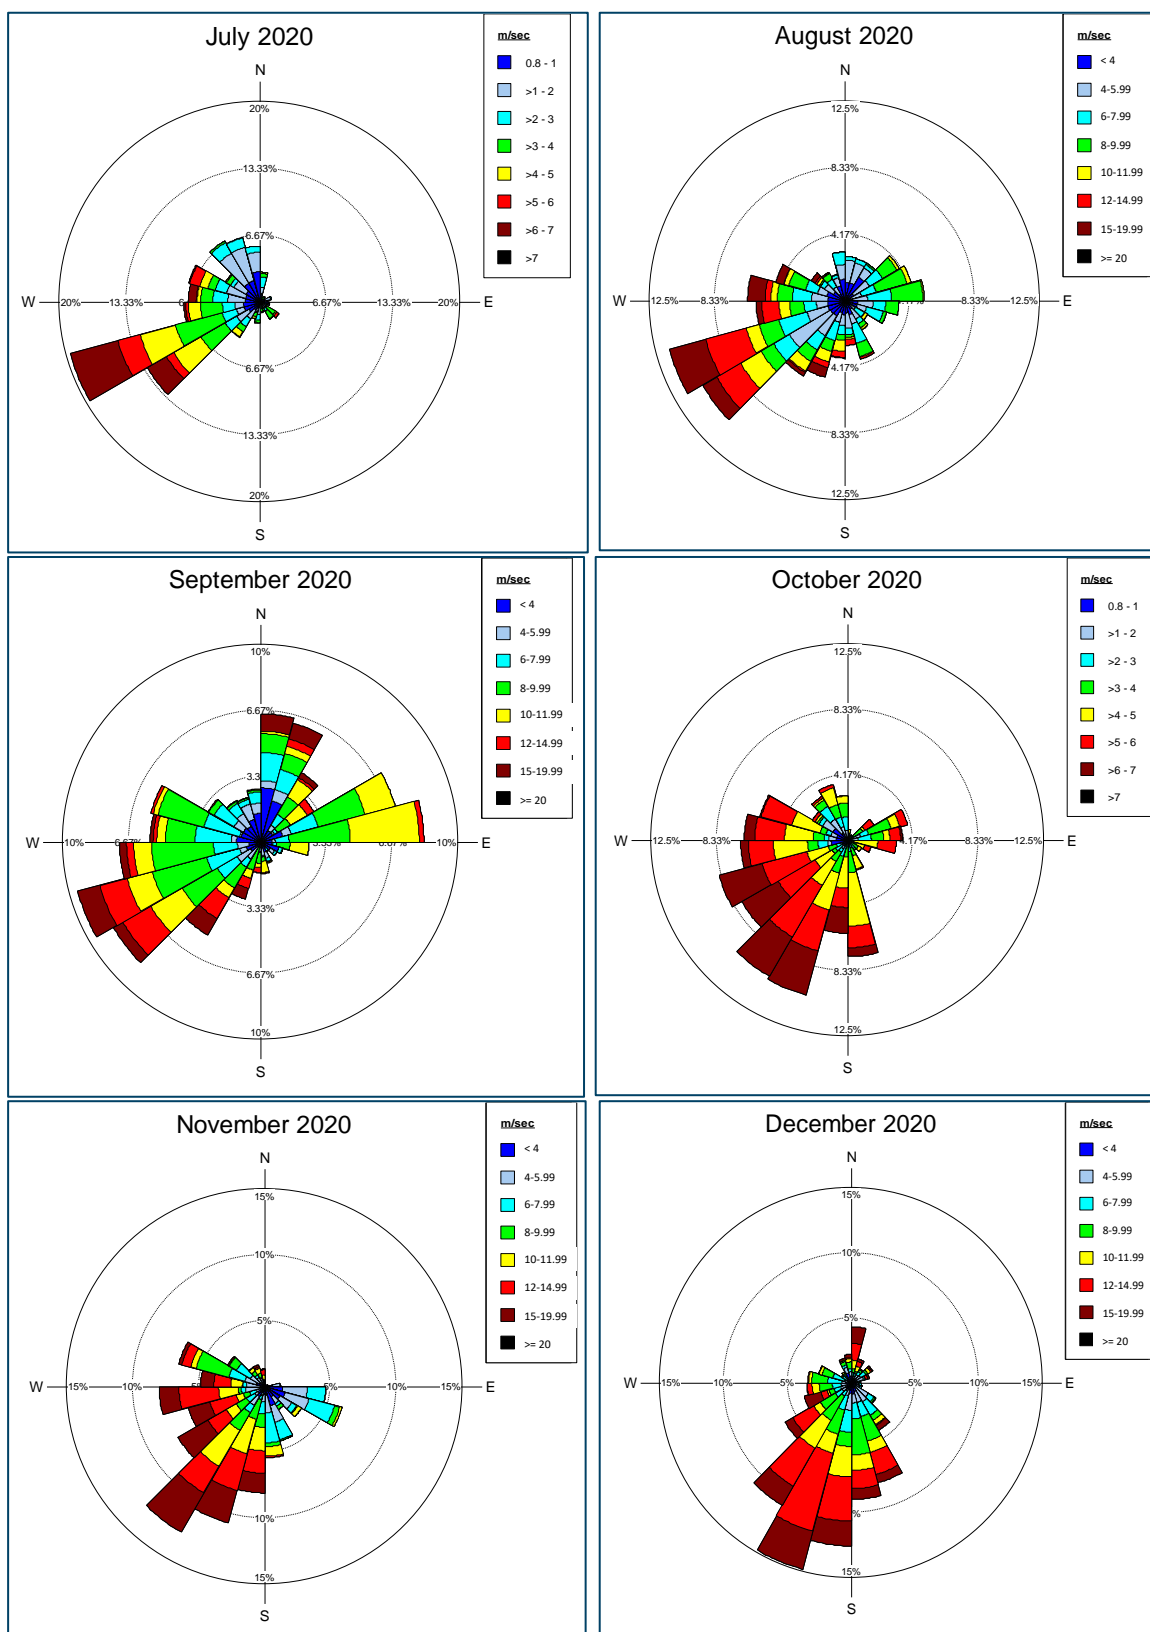 July 2020
m/sec
0.8 - 1
>1 - 2
>2 - 3
>3 - 4
>4 - 5
>5 - 6
>6 - 7
>7
N
20%
13.33%
6.67%
W
20%
13.33%
6.67%
13.33%
20%
E
6.67%
13.33%
20%
S
August 2020
m/sec
< 4
4-5.99
6-7.99
8-9.99
10-11.99
12-14.99
15-19.99
>= 20
N
12.5%
8.33%
4.17%
W
12.5%
8.33%
8.33%
12.5%
E
4.17%
8.33%
12.5%
S
September 2020
m/sec
< 4
4-5.99
6-7.99
8-9.99
10-11.99
12-14.99
15-19.99
>= 20
N
10%
6.67%
W
10%
6.67%
3.33%
6.67%
10%
E
3.33%
6.67%
10%
S
October 2020
m/sec
0.8 - 1
>1 - 2
>2 - 3
>3 - 4
>4 - 5
>5 - 6
>6 - 7
>7
N
12.5%
8.33%
4.17%
W
12.5%
8.33%
4.17%
8.33%
12.5%
E
8.33%
12.5%
S
November 2020
m/sec
< 4
4-5.99
6-7.99
8-9.99
10-11.99
12-14.99
15-19.99
>= 20
N
15%
10%
5%
W
15%
10%
5%
10%
15%
E
10%
15%
S
December 2020
m/sec
< 4
4-5.99
6-7.99
8-9.99
10-11.99
12-14.99
15-19.99
>= 20
N
15%
10%
5%
W
15%
10%
5%
5%
10%
15%
E
15%
S